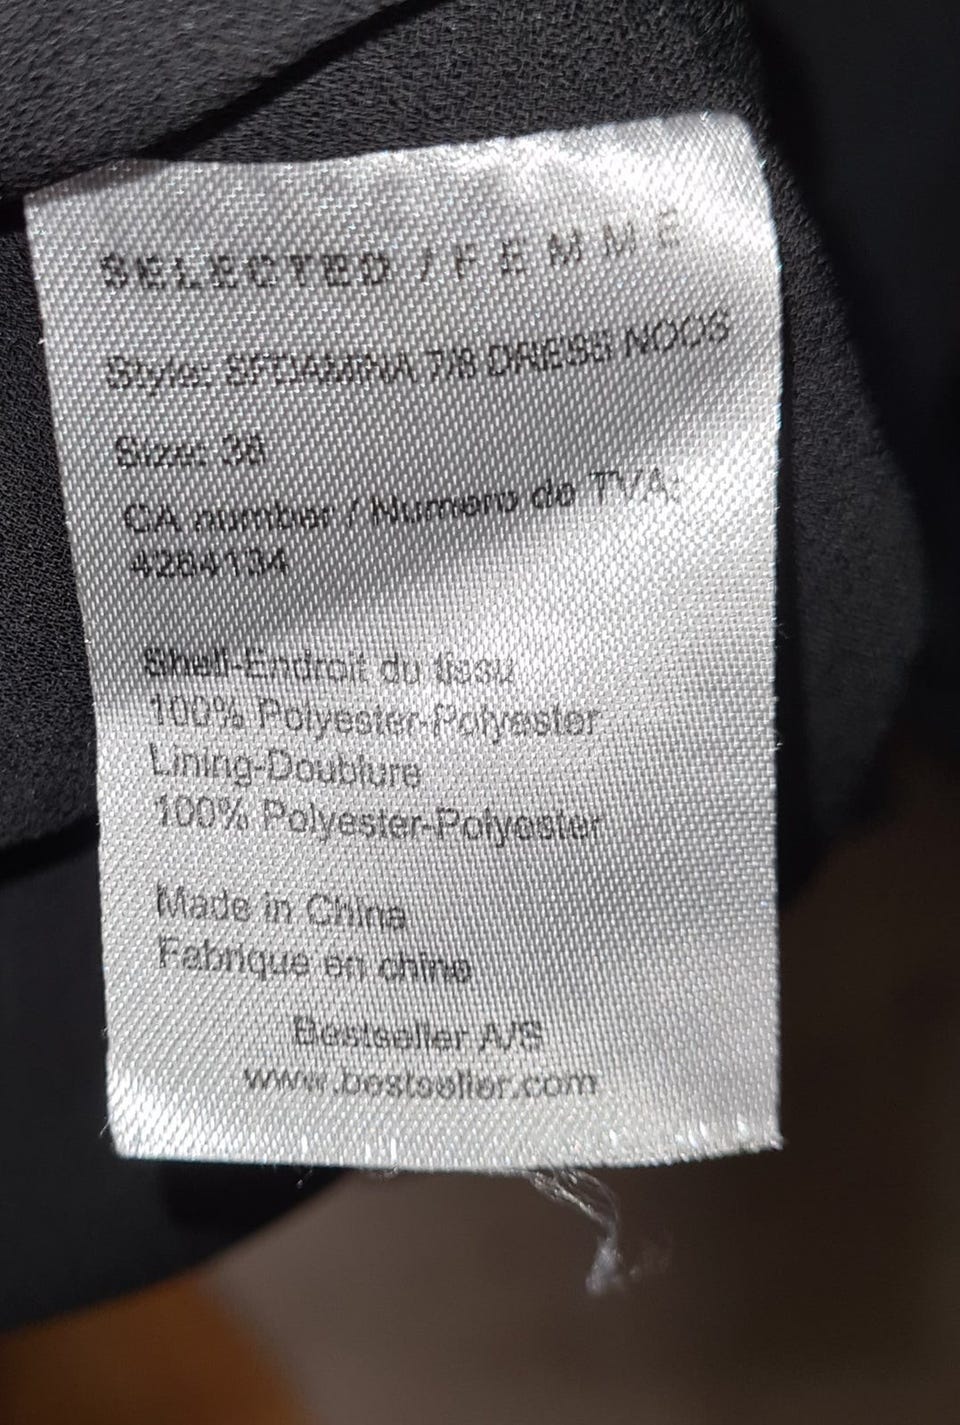 SELECTED / FEMME
Style: SFDAMINA 7/8 DRESS NOOS
Size: 38
CA number / Numero de TVA:
4264134
Shell-Endroit du tissu
100% Polyester-Polyester
Lining-Doublure
100% Polyester-Polyester
Made in China
Fabrique en chine
Bestseller A/S
www.bestseller.com